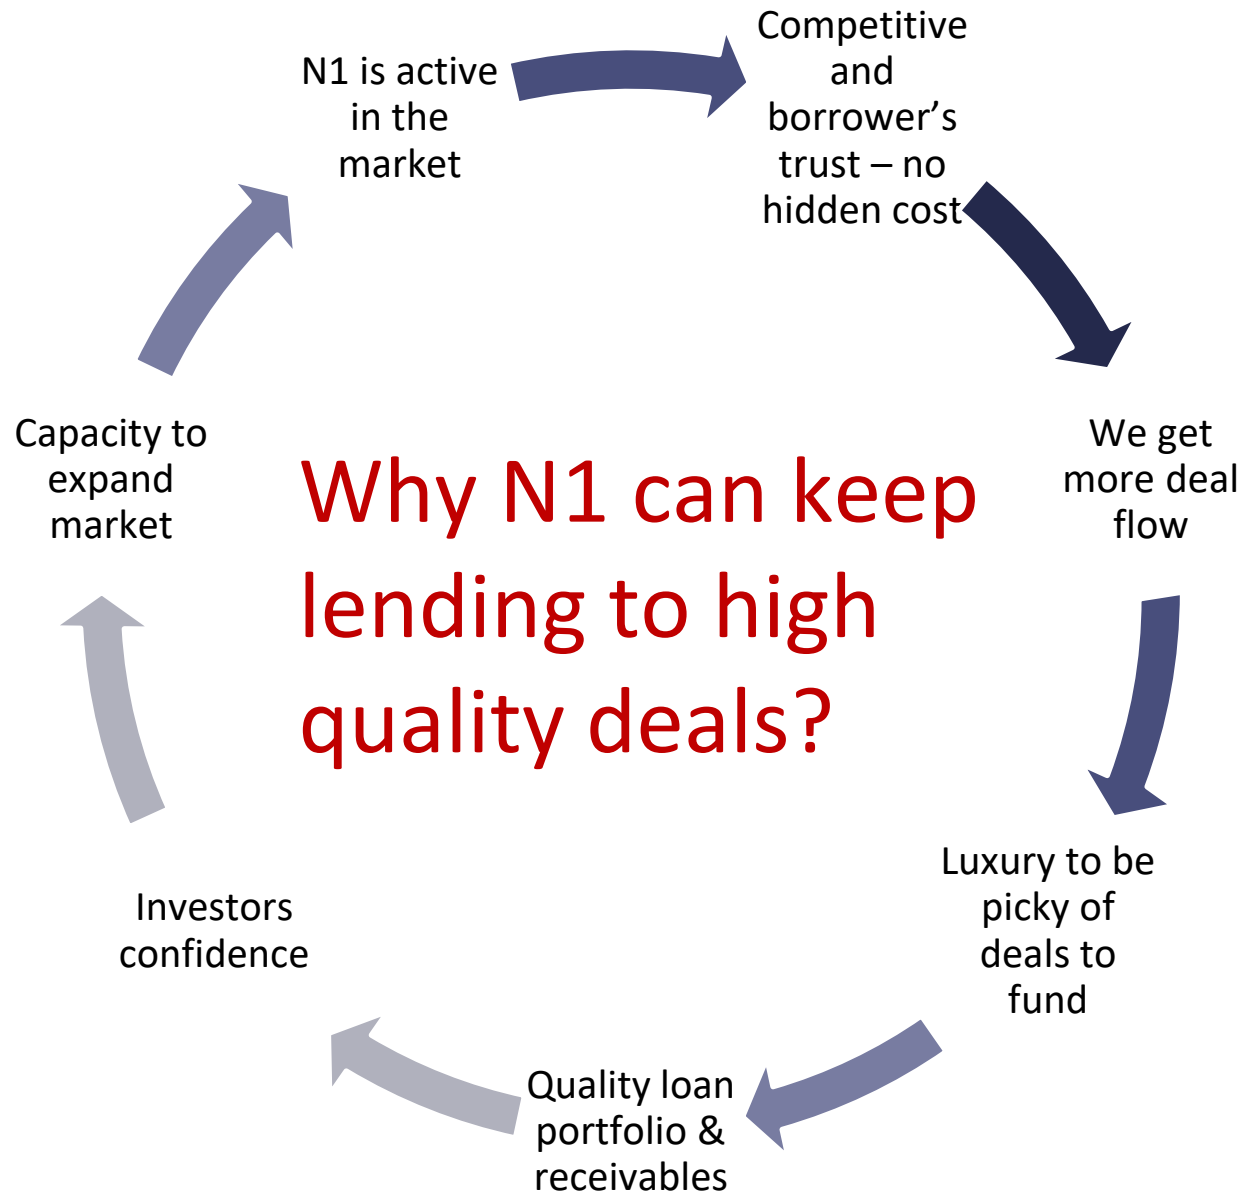 N1 is active
in the
market
Competitive
and
borrower’s
trust – no
hidden cost
We get
more deal
flow
Luxury to be
picky of
deals to
fund
Quality loan
portfolio &
receivables
Investors
confidence
Capacity to
expand
market
Why N1 can keep
lending to high
quality deals?